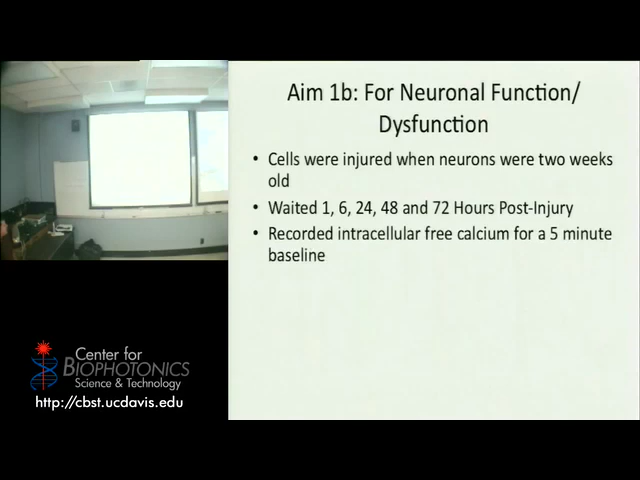 Aim 1b: For Neuronal Function/
Dysfunction
• Cells were injured when neurons were two weeks
old
• Waited 1, 6, 24, 48 and 72 Hours Post-Injury
• Recorded intracellular free calcium for a 5 minute
baseline
Center for
BIOPHOTONICS
Science & Technology
http://cbst.ucdavis.edu